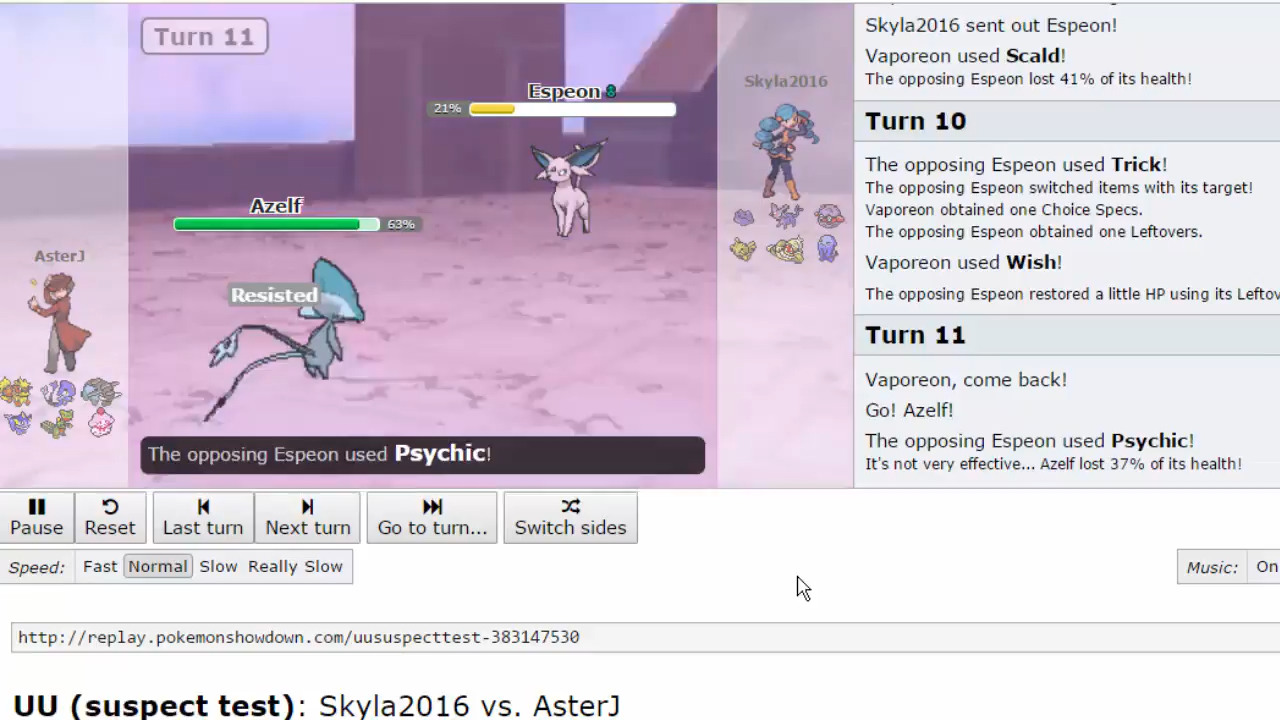 Turn 11
Espeon
21%
Azelf
63%
Resisted
AsterJ
Skyla2016
The opposing Espeon used Psychic!
Skyla2016 sent out Espeon!
Vaporeon used Scald!
The opposing Espeon lost 41% of its health!
Turn 10
The opposing Espeon used Trick!
The opposing Espeon switched items with its target!
Vaporeon obtained one Choice Specs.
The opposing Espeon obtained one Leftovers.
Vaporeon used Wish!
The opposing Espeon restored a little HP using its Leftov
Turn 11
Vaporeon, come back!
Go! Azelf!
The opposing Espeon used Psychic!
It's not very effective... Azelf lost 37% of its health!
Pause Reset Last turn Next turn Go to turn... Switch sides
Speed: Fast Normal Slow Really Slow
Music: On
http://replay.pokemonshowdown.com/uususpecttest-383147530
UU (suspect test): Skyla2016 vs. AsterJ